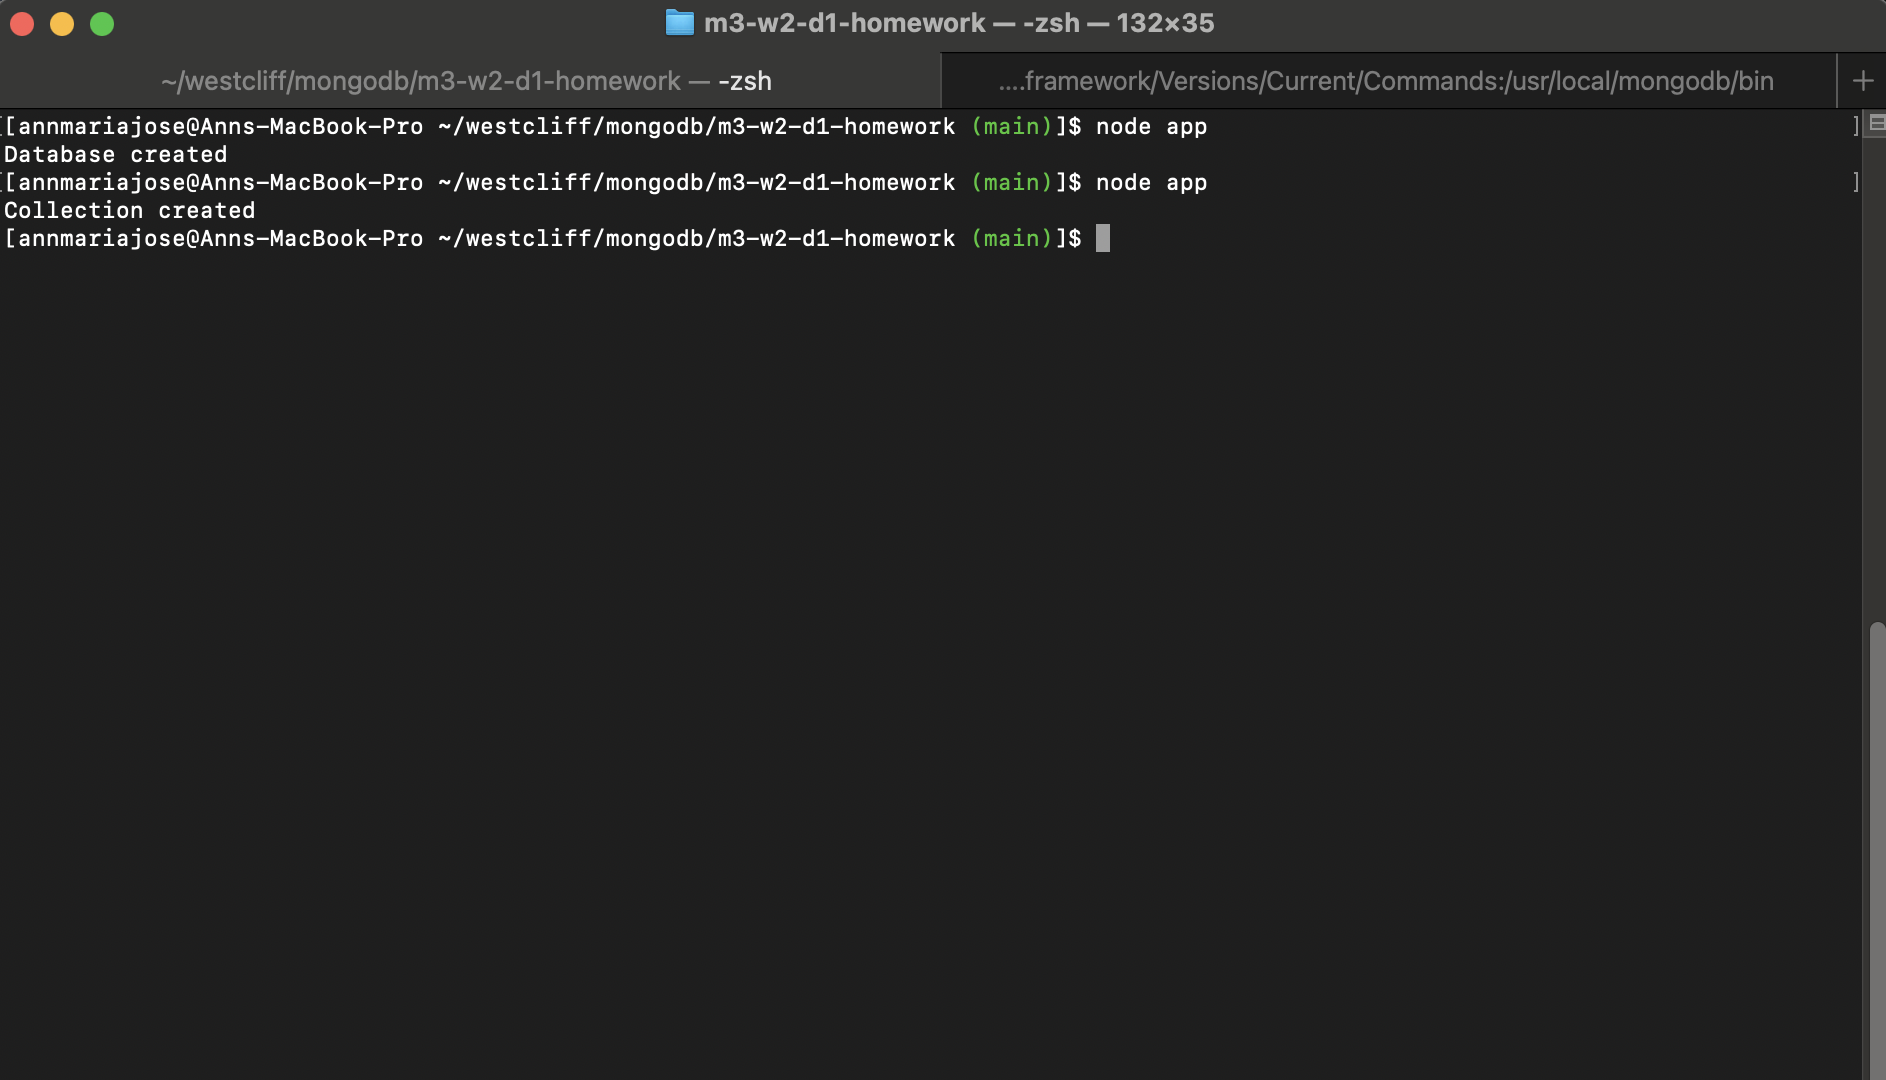 m3-w2-d1-homework — -zsh — 132×35
~/westcliff/mongodb/m3-w2-d1-homework — -zsh
....framework/Versions/Current/Commands:/usr/local/mongodb/bin
+
[[annmariajose@Anns-MacBook-Pro ~/westcliff/mongodb/m3-w2-d1-homework (main)]$ node app ]
Database created
[[annmariajose@Anns-MacBook-Pro ~/westcliff/mongodb/m3-w2-d1-homework (main)]$ node app ]
Collection created
[annmariajose@Anns-MacBook-Pro ~/westcliff/mongodb/m3-w2-d1-homework (main)]$